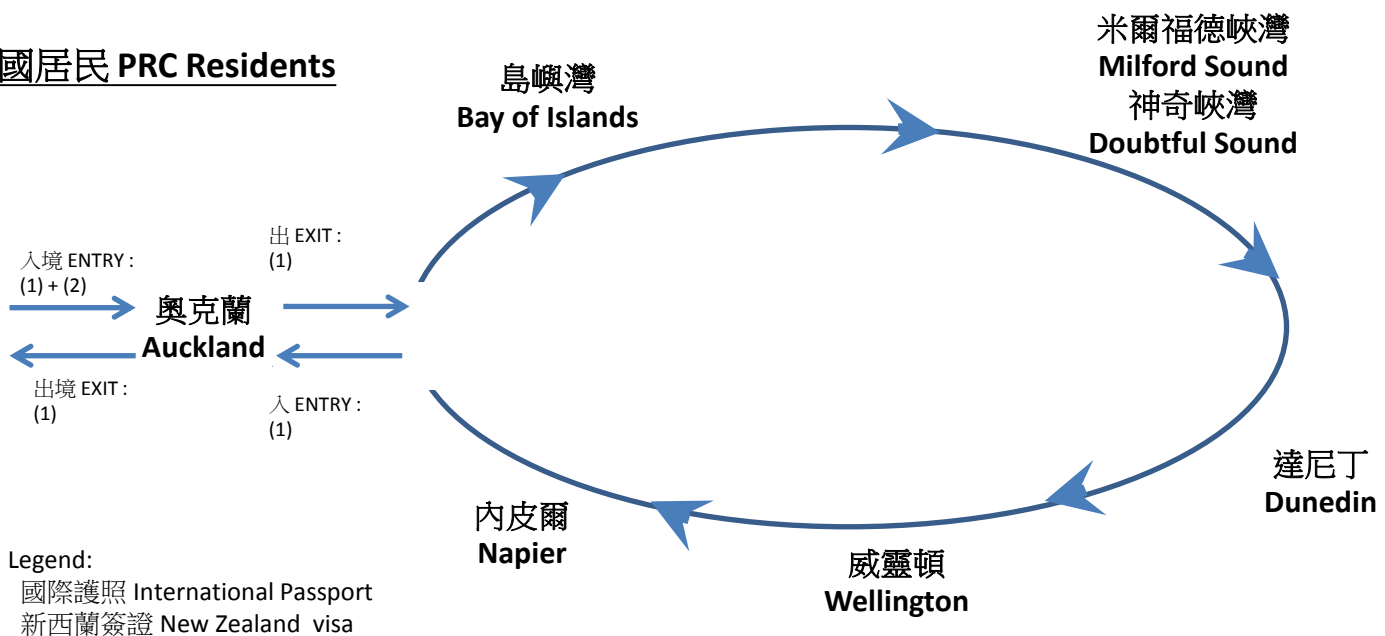 國居民 PRC Residents
島嶼灣
Bay of Islands
米爾福德峽灣
Milford Sound
神奇峽灣
Doubtful Sound
入境 ENTRY :
(1) + (2)
出 EXIT :
(1)
奧克蘭
Auckland
出境 EXIT :
(1)
入 ENTRY :
(1)
達尼丁
Dunedin
內皮爾
Napier
威靈頓
Wellington
Legend:
國際護照 International Passport
新西蘭簽證 New Zealand visa